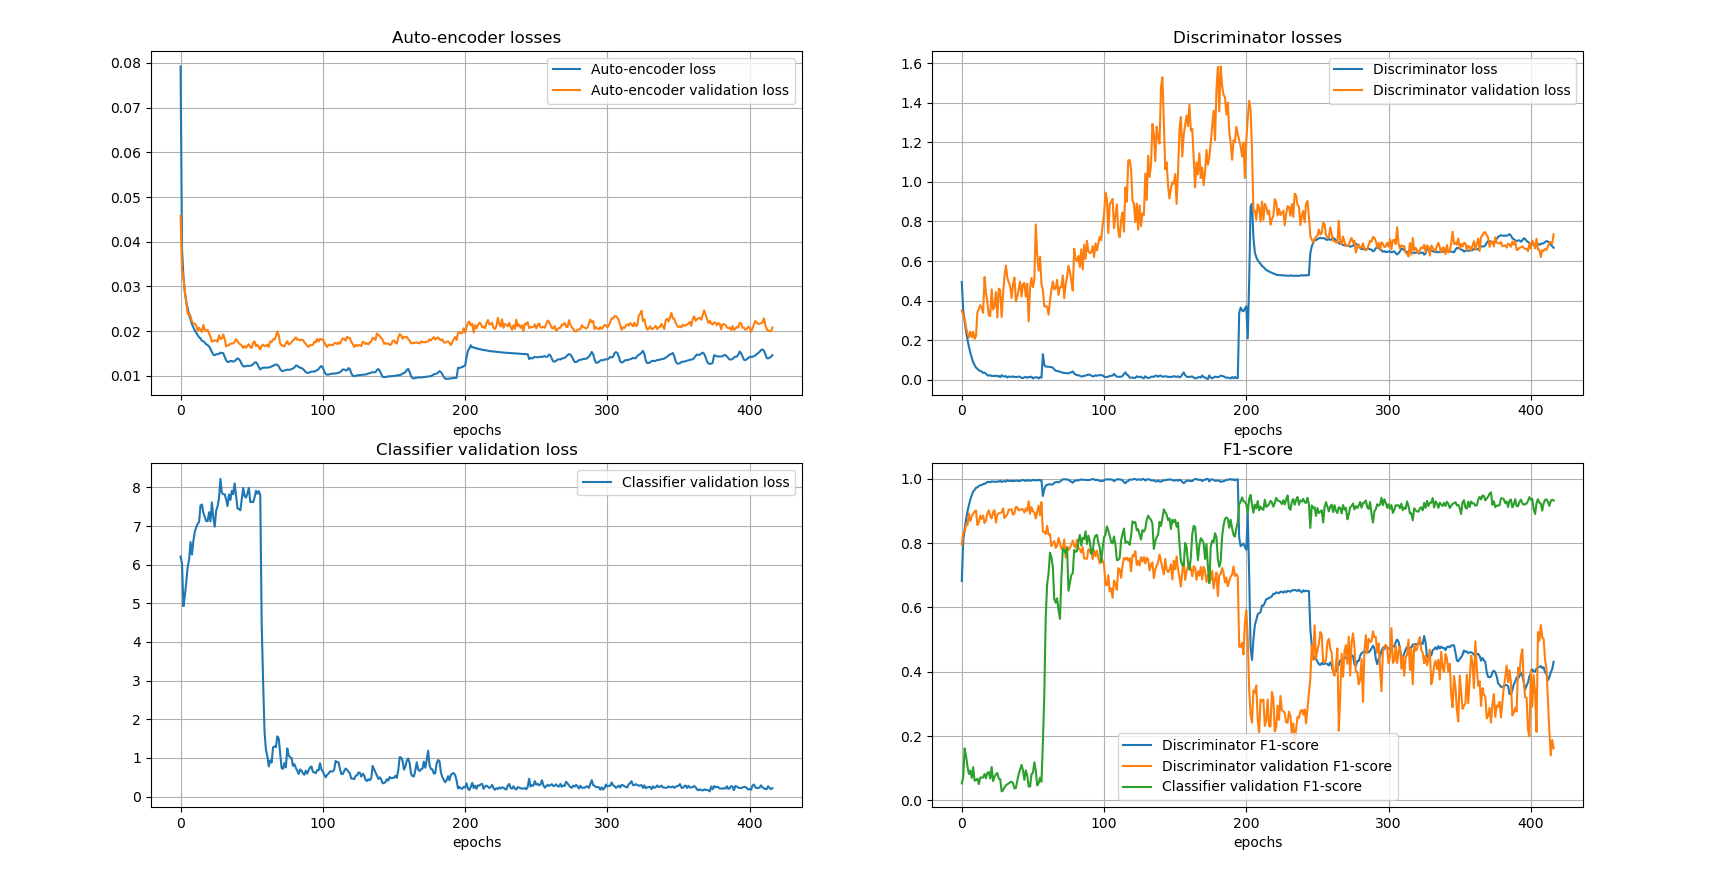 Auto-encoder losses
0.08
0.07
0.06
0.05
0.04
0.03
0.02
0.01
0 100 200 300 400
epochs
Auto-encoder loss
Auto-encoder validation loss
Discriminator losses
1.6
1.4
1.2
1.0
0.8
0.6
0.4
0.2
0.0
0 100 200 300 400
epochs
Discriminator loss
Discriminator validation loss
Classifier validation loss
8
7
6
5
4
3
2
1
0
0 100 200 300 400
epochs
Classifier validation loss
F1-score
1.0
0.8
0.6
0.4
0.2
0.0
0 100 200 300 400
epochs
Discriminator F1-score
Discriminator validation F1-score
Classifier validation F1-score